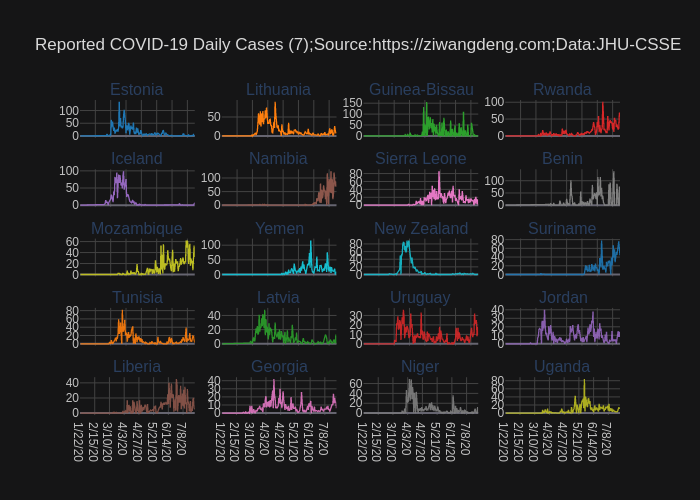 Reported COVID-19 Daily Cases (7);Source:https://ziwangdeng.com;Data:JHU-CSSE
Estonia Lithuania Guinea-Bissau Rwanda
100 50 0
50 0
150 100 50 0
100 50 0
Iceland Namibia Sierra Leone Benin
100 50 0
100 50 0
80 60 40 20 0
100 50 0
Mozambique Yemen New Zealand Suriname
60 40 20 0
100 50 0
80 60 40 20 0
80 60 40 20 0
Tunisia Latvia Uruguay Jordan
80 60 40 20 0
40 20 0
30 20 10 0
40 30 20 10 0
Liberia Georgia Niger Uganda
40 20 0
40 30 20 10 0
60 40 20 0
80 60 40 20 0
1/22/20 2/15/20 3/10/20 4/3/20 4/27/20 5/21/20 6/14/20 7/8/20
1/22/20 2/15/20 3/10/20 4/3/20 4/27/20 5/21/20 6/14/20 7/8/20
1/22/20 2/15/20 3/10/20 4/3/20 4/27/20 5/21/20 6/14/20 7/8/20
1/22/20 2/15/20 3/10/20 4/3/20 4/27/20 5/21/20 6/14/20 7/8/20